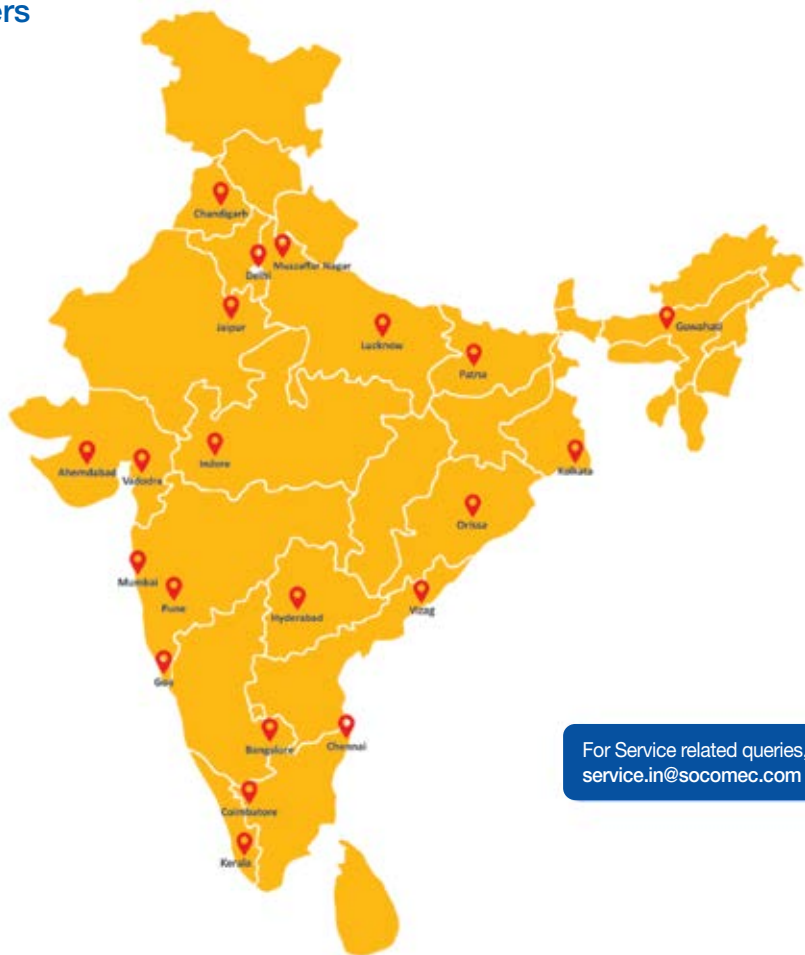 ers
Chandigarh
Muzaffar Nagar
Delhi
Jaipur
Lucknow
Guwahati
Patna
Ahemdabad
Vadodra
Indore
Kolkata
Orissa
Mumbai
Pune
Hyderabad
Vizag
Goa
Bangalore
Chennai
For Service related queries,
service.in@socomec.com
Coimbatore
Kerala